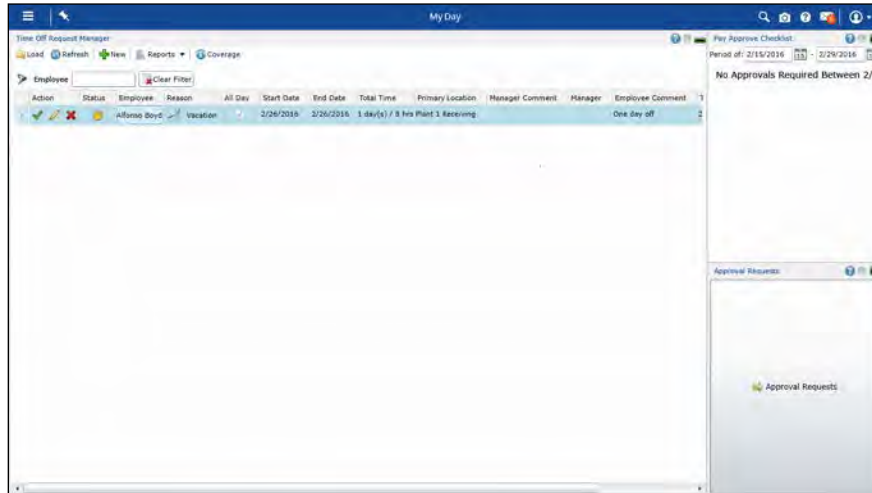 My Day
Time Off Request Manager
Load Refresh New Reports Coverage
Employee Clear Filter
Action Status Employee Reason All Day Start Date End Date Total Time Primary Location Manager Comment Manager Employee Comment T
Alfonso Boyd Vacation 2/26/2016 2/26/2016 1 day(s) / 8 hrs Plant 1 Receiving One day off 2
Pay Approve Checklist
Period of: 2/15/2016 15 - 2/29/2016
No Approvals Required Between 2/
Approval Requests
Approval Requests